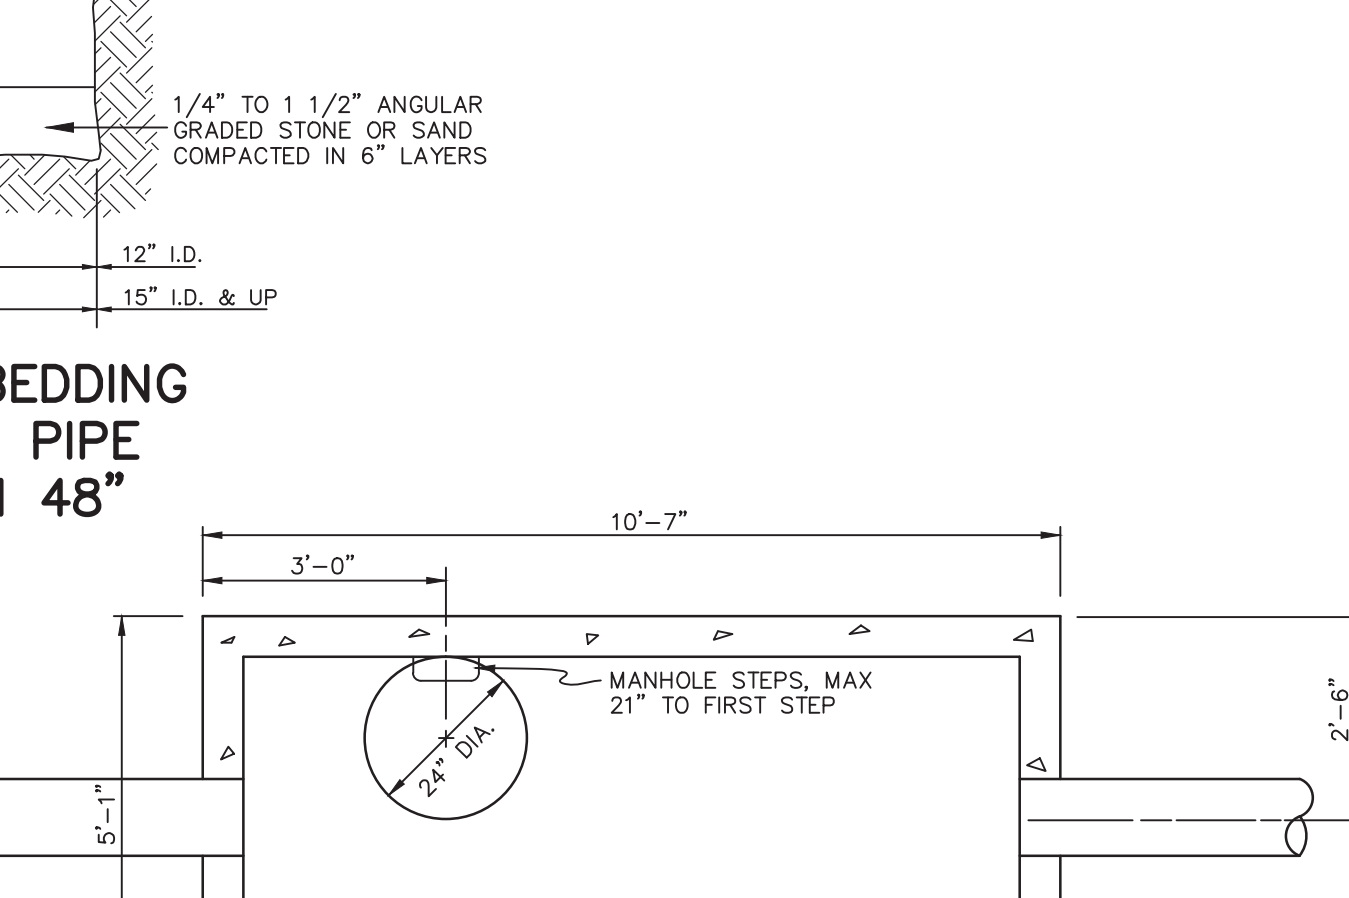 1/4” TO 1 1/2” ANGULAR
GRADED STONE OR SAND
COMPACTED IN 6” LAYERS
12” I.D.
15” I.D. & UP
BEDDING
PIPE
48”
10’-7”
3’-0”
MANHOLE STEPS, MAX
21” TO FIRST STEP
24” DIA.
2’-6”
5’-1”